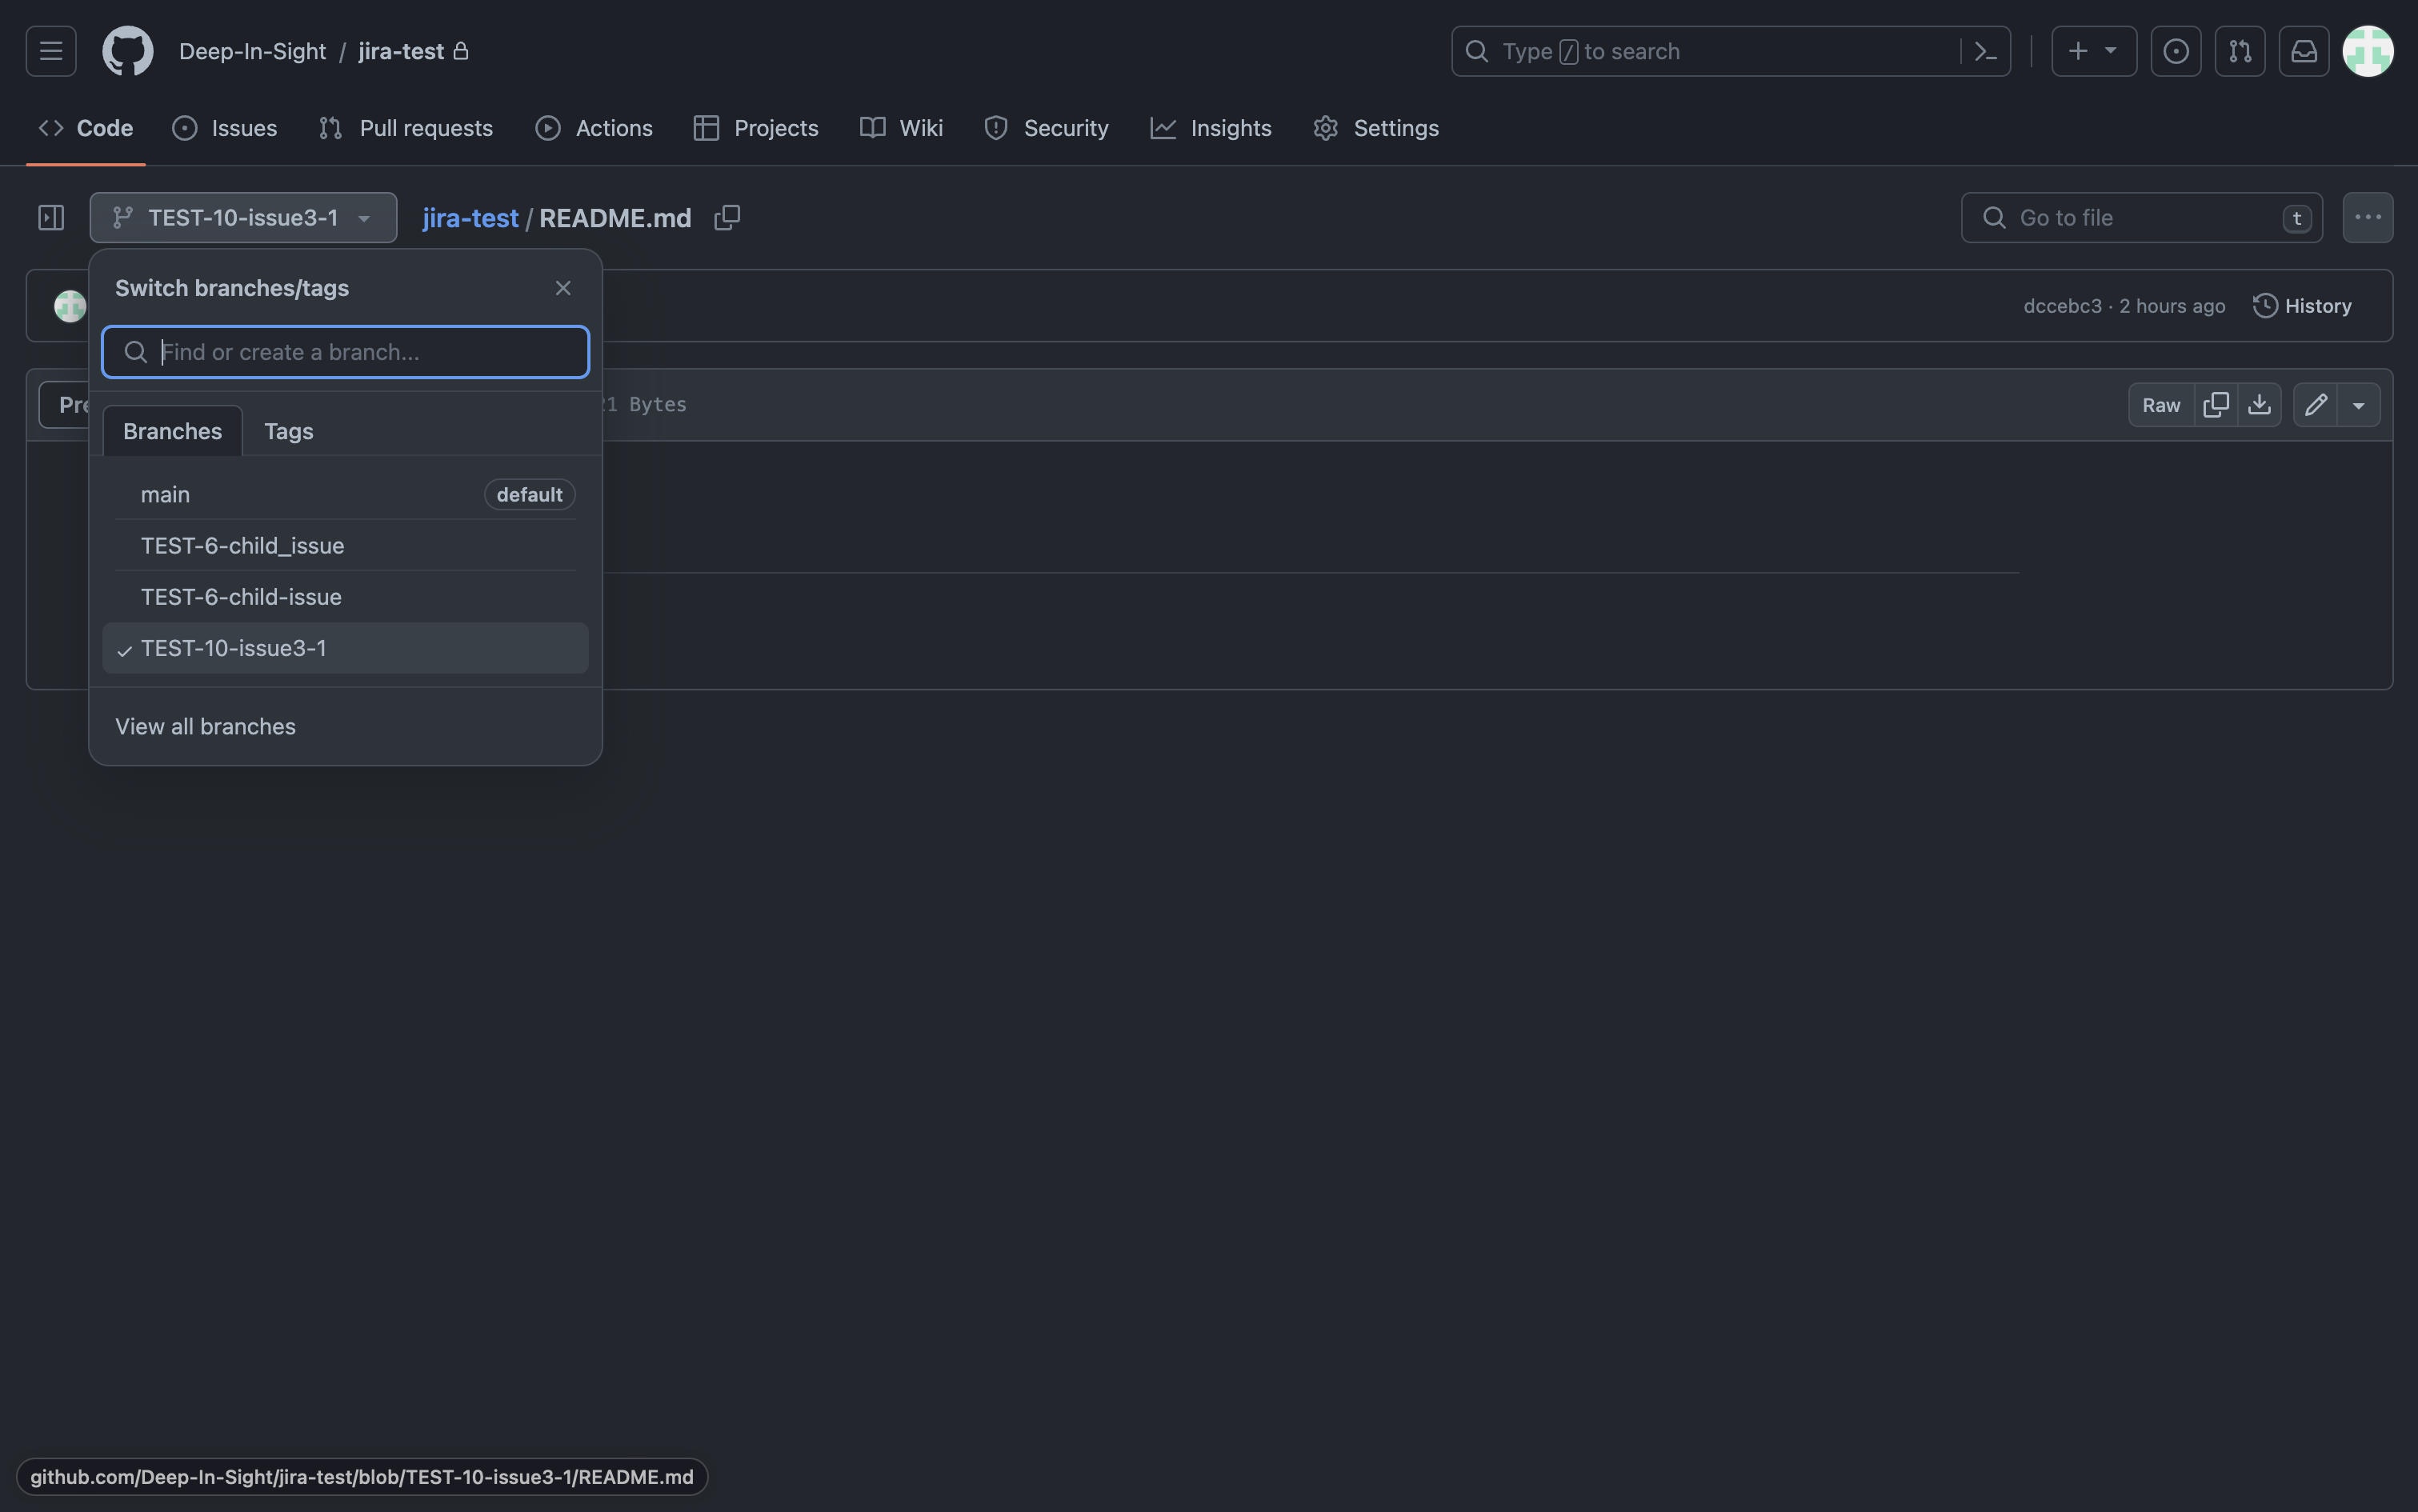 Deep-In-Sight / jira-test
Type / to search
Code Issues Pull requests Actions Projects Wiki Security Insights Settings
TEST-10-issue3-1
jira-test / README.md
Go to file t
Switch branches/tags
dccebc3 · 2 hours ago History
Find or create a branch...
Bytes
Raw
Branches Tags
main default
TEST-6-child_issue
TEST-6-child-issue
TEST-10-issue3-1
View all branches
github.com/Deep-In-Sight/jira-test/blob/TEST-10-issue3-1/README.md